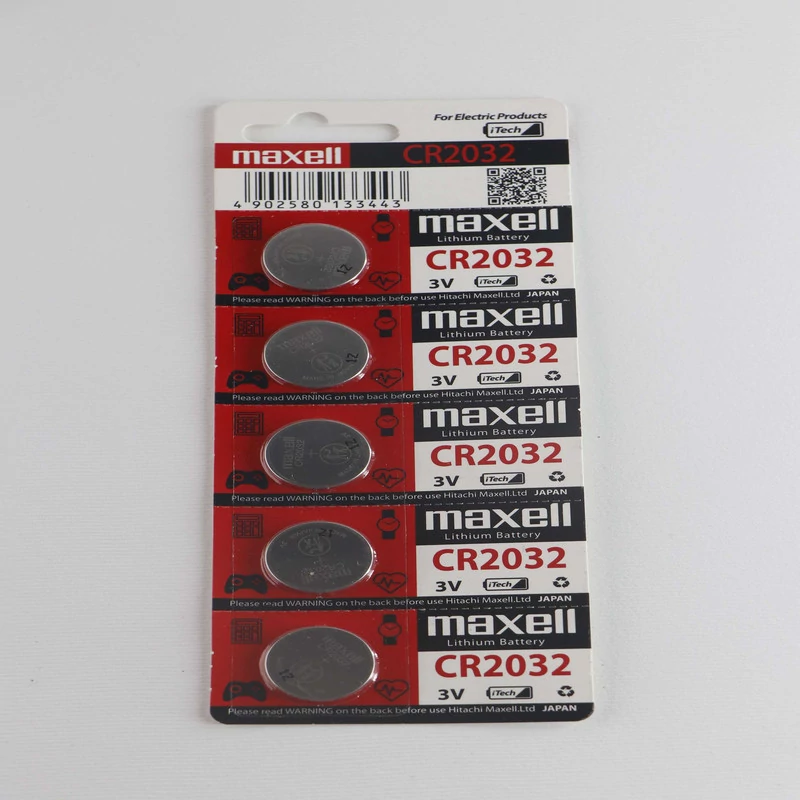 For Electric Products
iTech
maxell CR2032
4 902580 133443
maxell
Lithium Battery
CR2032
3V iTech
Please read WARNING on the back before use Hitachi Maxell.Ltd JAPAN
maxell
Lithium Battery
CR2032
3V iTech
Please read WARNING on the back before use Hitachi Maxell.Ltd JAPAN
maxell
Lithium Battery
CR2032
3V iTech
Please read WARNING on the back before use Hitachi Maxell.Ltd JAPAN
maxell
Lithium Battery
CR2032
3V iTech
Please read WARNING on the back before use Hitachi Maxell.Ltd JAPAN
maxell
Lithium Battery
CR2032
3V iTech
Please read WARNING on the back before use Hitachi Maxell.Ltd JAPAN